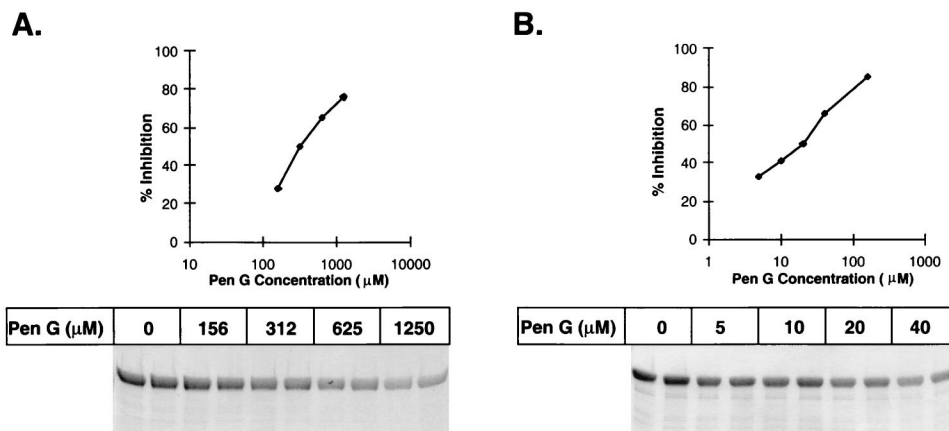 A.
100
80
60
40
20
0
% Inhibition
10 100 1000 10000
Pen G Concentration (μM)
Pen G (μM) 0 156 312 625 1250
B.
100
80
60
40
20
0
% Inhibition
1 10 100 1000
Pen G Concentration ( μM)
Pen G (μM) 0 5 10 20 40